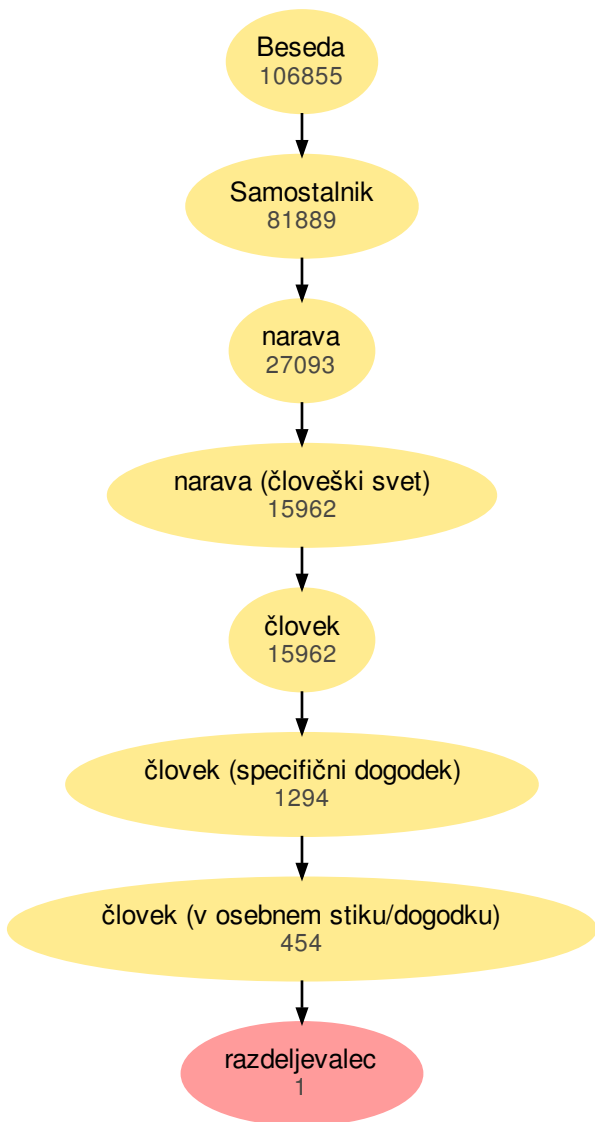 Beseda
106855
Samostalnik
81889
narava
27093
narava (človeški svet)
15962
človek
15962
človek (specifični dogodek)
1294
človek (v osebnem stiku/dogodku)
454
razdeljevalec
1